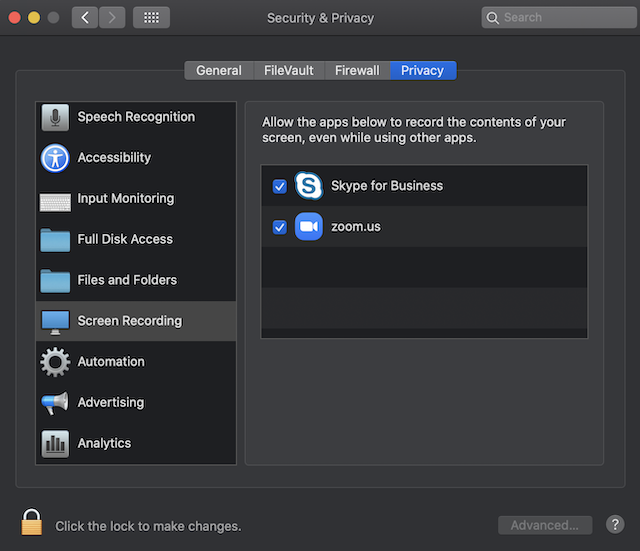 Security & Privacy
Search
General
FileVault
Firewall
Privacy
Speech Recognition
Accessibility
Input Monitoring
Full Disk Access
Files and Folders
Screen Recording
Automation
Advertising
Analytics
Allow the apps below to record the contents of your
screen, even while using other apps.
Skype for Business
zoom.us
Click the lock to make changes.
Advanced...
?